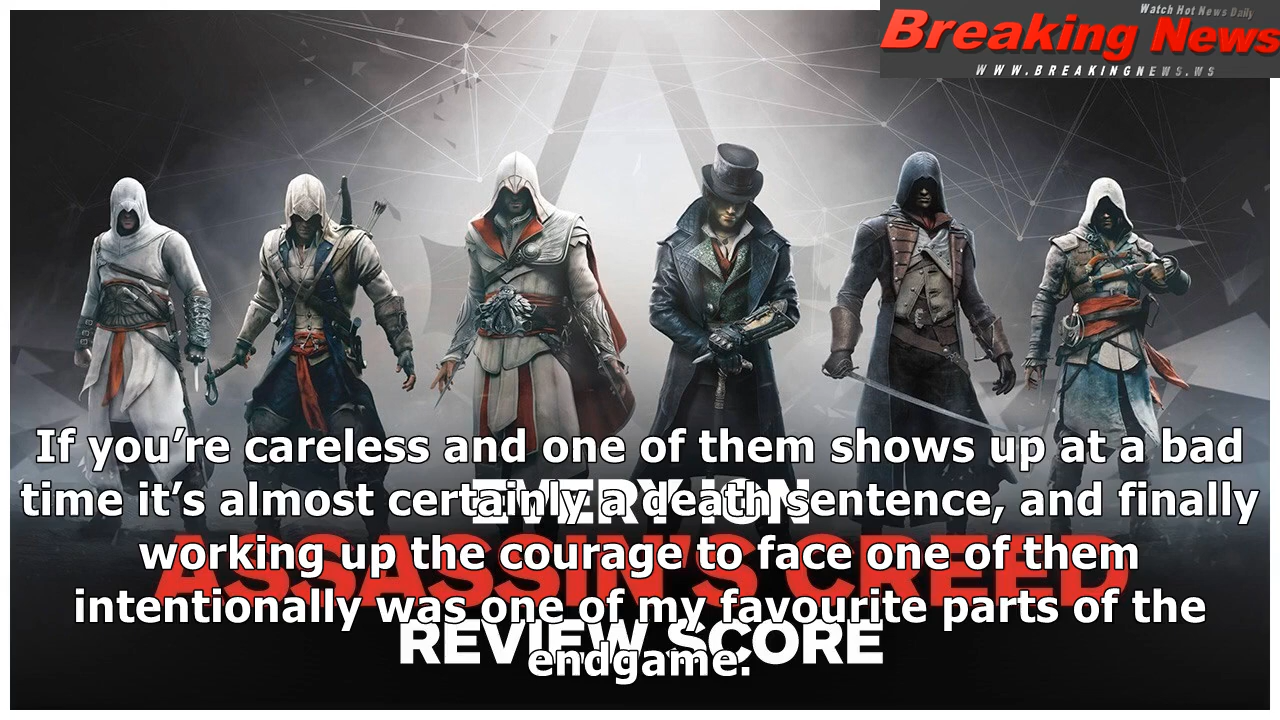 Watch Hot News Daily
Breaking News
WWW.BREAKINGNEWS.WS
If you’re careless and one of them shows up at a bad
time it’s almost certainly a death sentence, and finally
working up the courage to face one of them
intentionally was one of my favourite parts of the
endgame.
EVERY IGN
ASSASSIN'S CREED
REVIEW SCORE